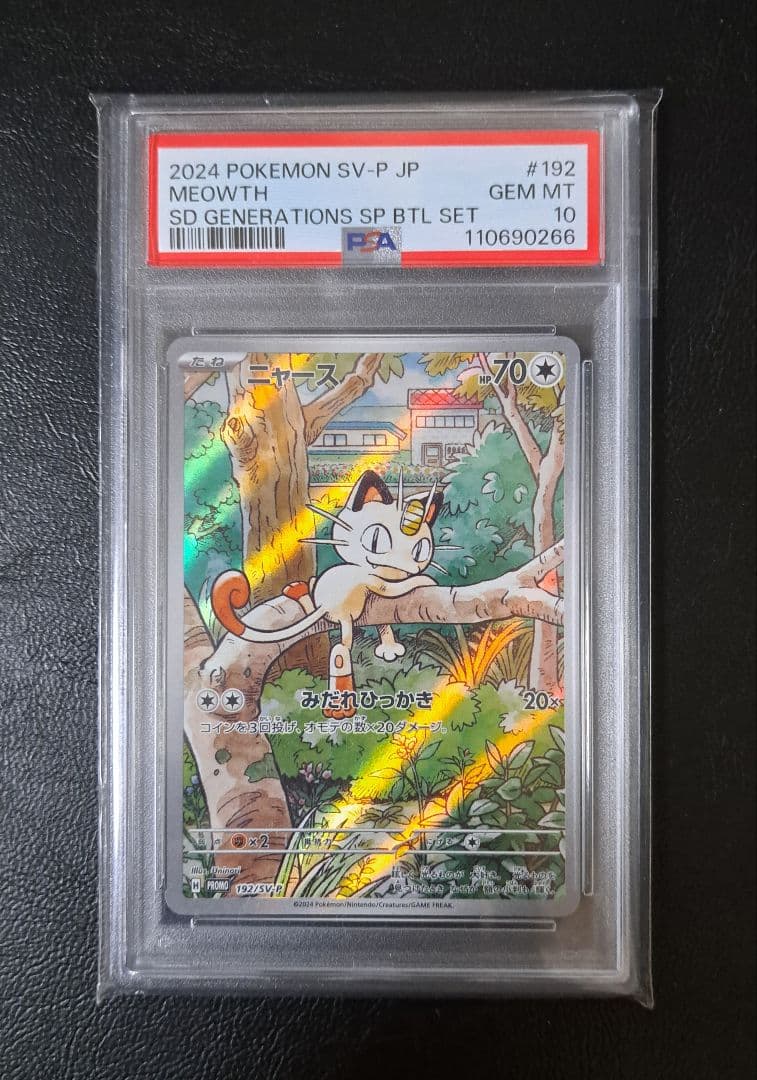 2024 POKEMON SV-P JP #192
MEOWTH GEM MT
SD GENERATIONS SP BTL SET 10
PSA 110690266
たね ニャース HP70
みだれひっかき 20×
コインを3回投げ、オモテの数×20ダメージ。
×2
Illus. Uninori
H PROMO 192/SV-P
©2024 Pokémon/Nintendo/Creatures/GAME FREAK.